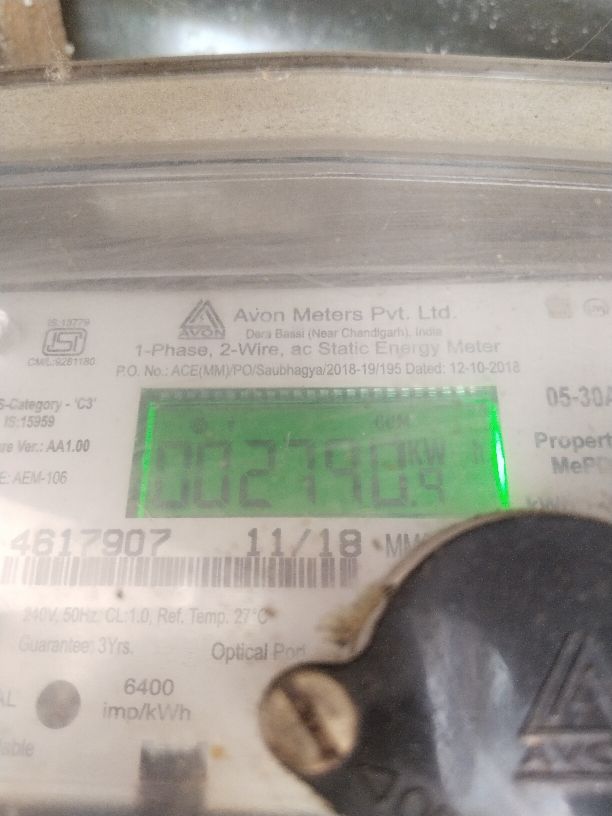 AVON
Avon Meters Pvt. Ltd.
Dera Bassi (Near Chandigarh), India
1-Phase, 2-Wire, ac Static Energy Meter
P.O. No.: ACE(MM)/PO/Saubhagya/2018-19/195 Dated: 12-10-2018
IS:13779
ISI
CM/L:9261180
-Category - 'C3'
IS:15959
Ver.: AA1.00
AEM-106
05-30A
Propert
MePD
002790.4
4617907 11/18
240V, 50Hz, CL:1.0, Ref. Temp. 27°C
Guarantee: 3Yrs.
Optical Port
6400
imp/kWh
AVON